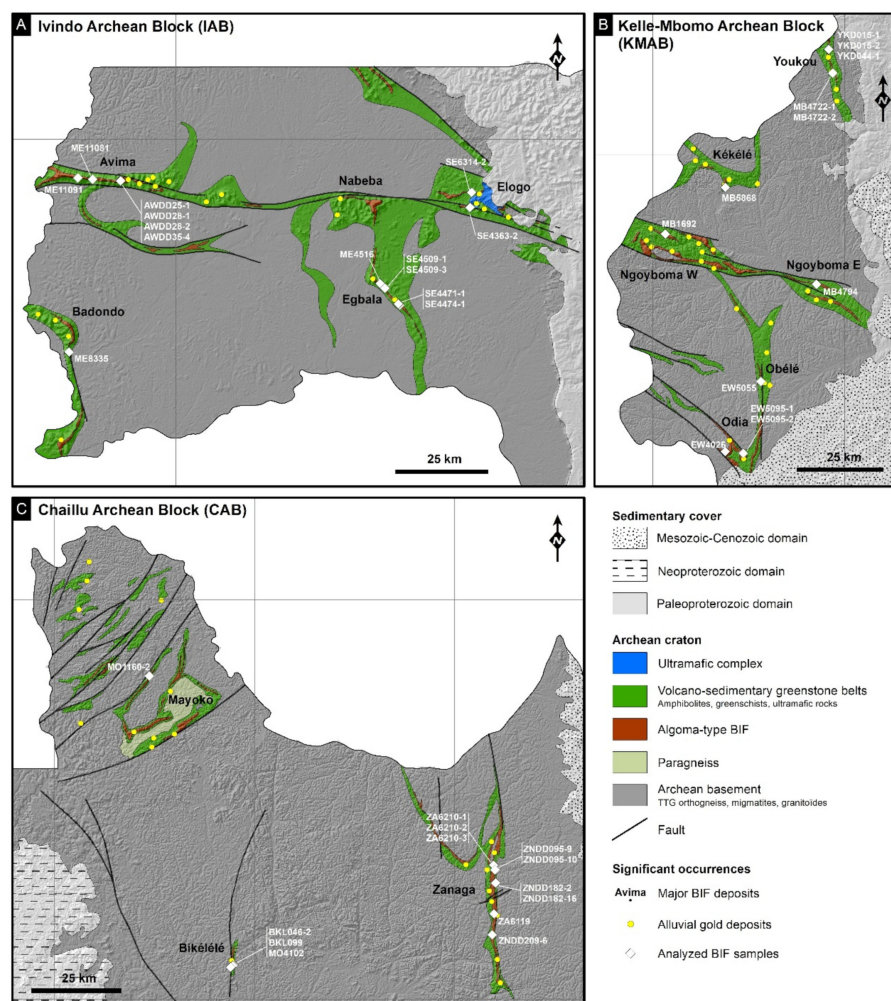 A Ivindo Archean Block (IAB)
N
ME11081
Avima
ME11091
AWDD25-1
AWDD28-1
AWDD28-2
AWDD35-4
Nabeba
SE6314-2
Elogo
SE4363-2
ME4516
SE4509-1
SE4509-3
Egbala
SE4471-1
SE4474-1
Badondo
ME8335
25 km
B Kelle-Mbomo Archean Block
(KMAB)
N
YKD015-1
YKD015-2
YKD044-1
Youkou
MB4722-1
MB4722-2
Kékélé
MB5866
MB1692
Ngoyboma W
Ngoyboma E
MB4794
Obélé
EW5055
Odia
EW5095-1
EW5095-2
EW4026
25 km
C Chaillu Archean Block (CAB)
N
MO1160-2
Mayoko
ZA6210-1
ZA6210-2
ZA6210-3
ZNDD095-9
ZNDD095-10
Zanaga
ZNDD182-2
ZNDD182-16
ZA6119
ZNDD209-6
Bikélélé
BKL046-2
BKL099
MO4102
25 km
Sedimentary cover
Mesozoic-Cenozoic domain
Neoproterozoic domain
Paleoproterozoic domain
Archean craton
Ultramafic complex
Volcano-sedimentary greenstone belts
Amphibolites, greenschists, ultramafic rocks
Algoma-type BIF
Paragneiss
Archean basement
TTG orthogneiss, migmatites, granitoïdes
Fault
Significant occurrences
Avima Major BIF deposits
Alluvial gold deposits
Analyzed BIF samples